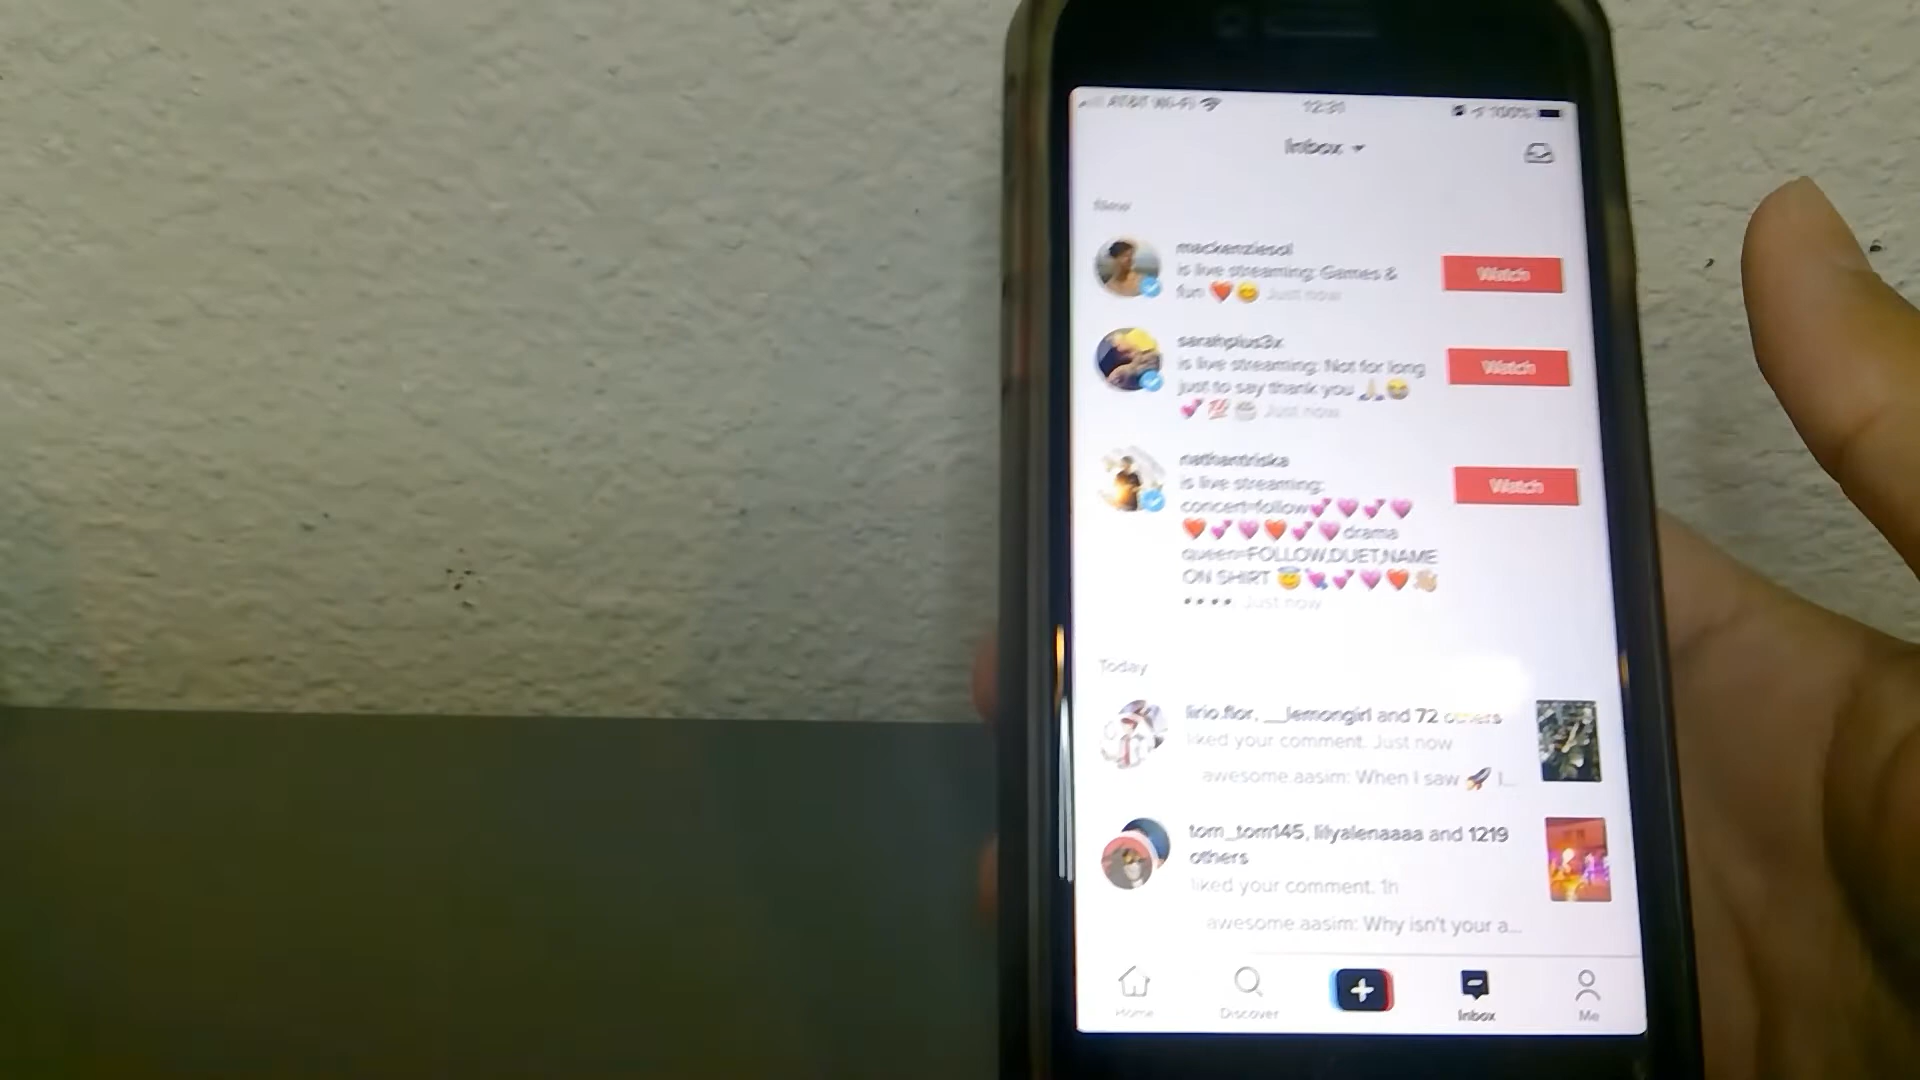 AT&T Wi-Fi 12:31 100%
Inbox
New
mackenziesol
is live streaming: Games &
fun ❤️😊 Just now
Watch
sarahplus3x
is live streaming: Not for long
just to say thank you 🙏😭
💕💯 Just now
Watch
nathantriska
is live streaming:
concert=follow💕💗💕💗
❤️💕💗❤️💕💗drama
queen=FOLLOW,DUET,NAME
ON SHIRT 😇💘💕💗❤️👏🏼
•••• Just now
Watch
Today
lirio.flor, __lemongirl and 72 others
liked your comment. Just now
awesome.aasim: When I saw 🚀 I...
tom_tom145, lilyalenaaaa and 1219
others
liked your comment. 1h
awesome.aasim: Why isn't your a...
Home
Discover
Inbox
Me